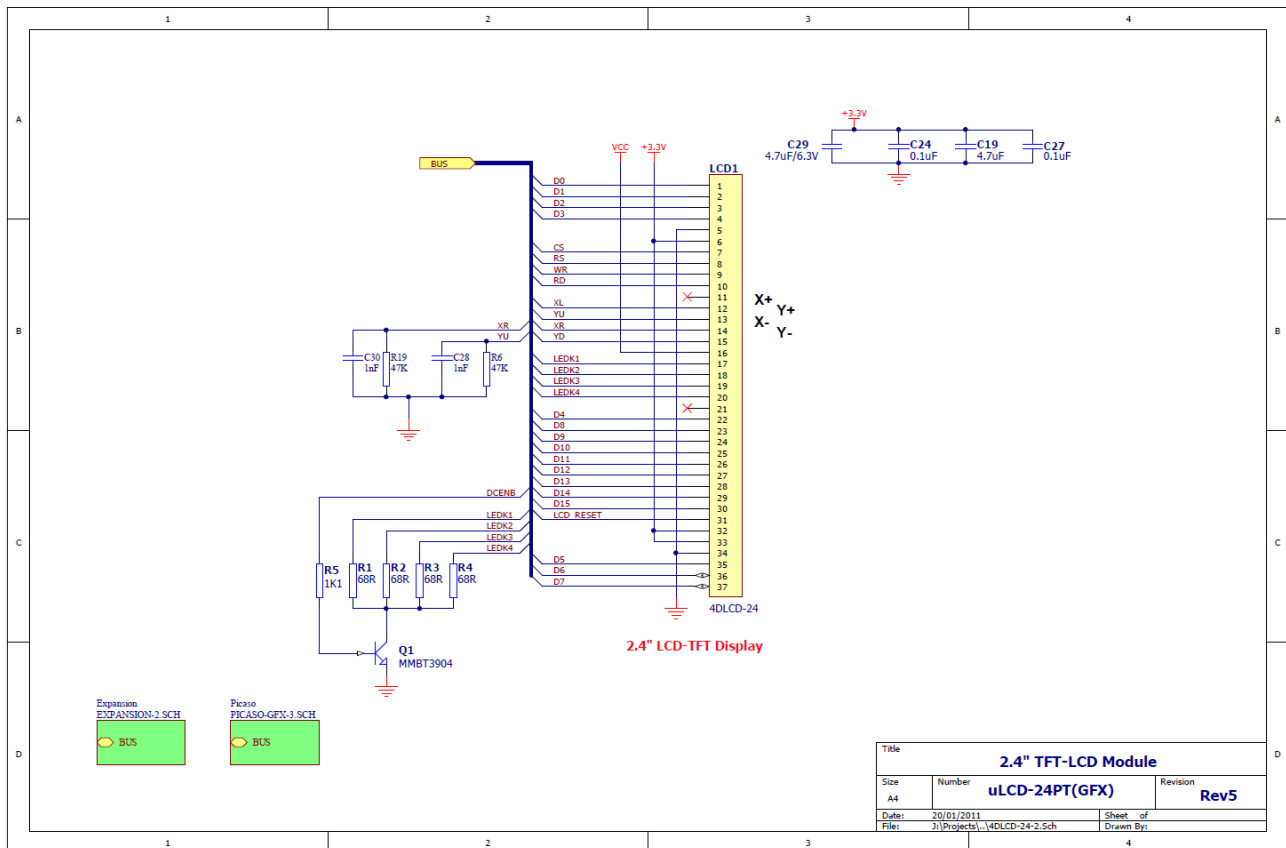 1 2 3 4
A A
+3.3V
C29
4.7uF/6.3V
C24
0.1uF
C19
4.7uF
C27
0.1uF
VCC +3.3V
BUS
LCD1
D0 1
D1 2
D2 3
D3 4
5
6
CS 7
RS 8
WR 9
RD 10
11
XL 12
YU 13
XR XR 14
YU YD 15
16
LEDK1 17
LEDK2 18
LEDK3 19
LEDK4 20
21
D4 22
D8 23
D9 24
D10 25
D11 26
D12 27
D13 28
D14 29
D15 30
LCD RESET 31
32
33
34
D5 35
D6 36
D7 37
4DLCD-24
X+
Y+
X-
Y-
B B
C30
1nF
R19
47K
C28
1nF
R6
47K
DCENB
LEDK1
LEDK2
LEDK3
LEDK4
C C
R5
1K1
R1
68R
R2
68R
R3
68R
R4
68R
2.4" LCD-TFT Display
Q1
MMBT3904
Expansion
EXPANSION-2.SCH
BUS
Picaso
PICASO-GFX-3.SCH
BUS
D D
Title
2.4" TFT-LCD Module
Size
A4
Number
uLCD-24PT(GFX)
Revision
Rev5
Date: 20/01/2011 Sheet of
File: J:\Projects\..\4DLCD-24-2.Sch Drawn By:
1 2 3 4